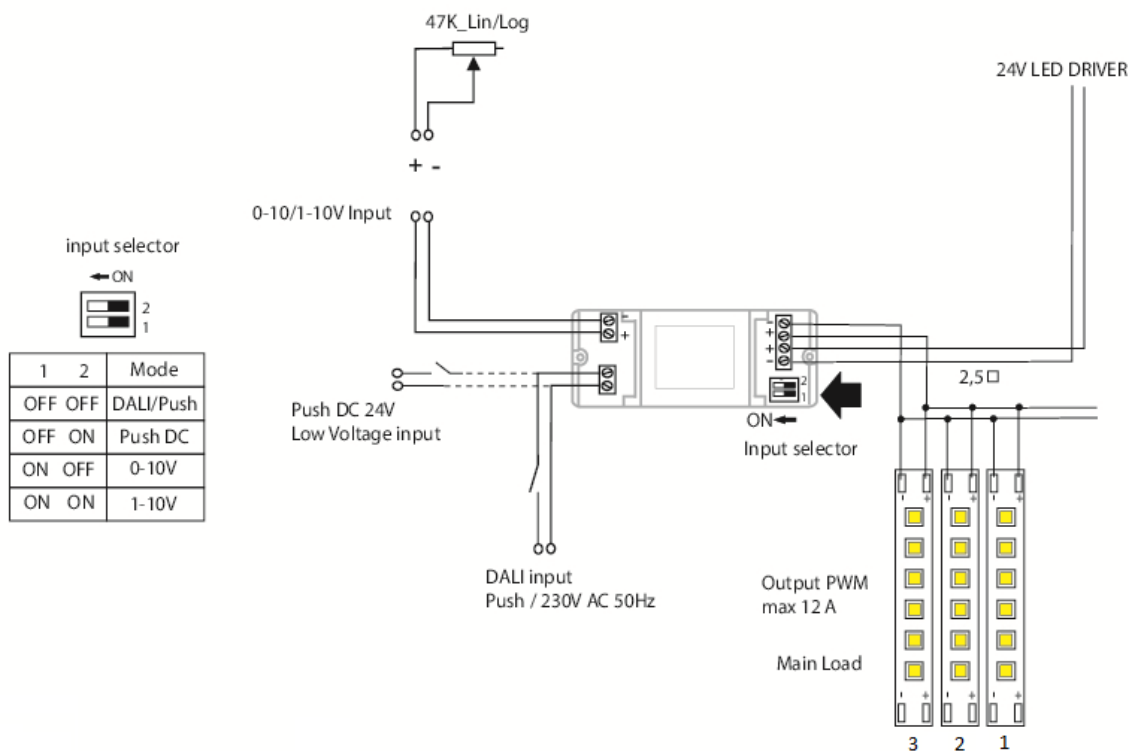 47K_Lin/Log
24V LED DRIVER
+ -
0-10/1-10V Input
input selector
ON
2
1
1 2 Mode
OFF OFF DALI/Push
OFF ON Push DC
ON OFF 0-10V
ON ON 1-10V
-
+
-
+
+
-
2
1
ON
Input selector
2,5□
Push DC 24V
Low Voltage input
DALI input
Push / 230V AC 50Hz
Output PWM
max 12 A
Main Load
- + - + - +
- + - + - +
3 2 1